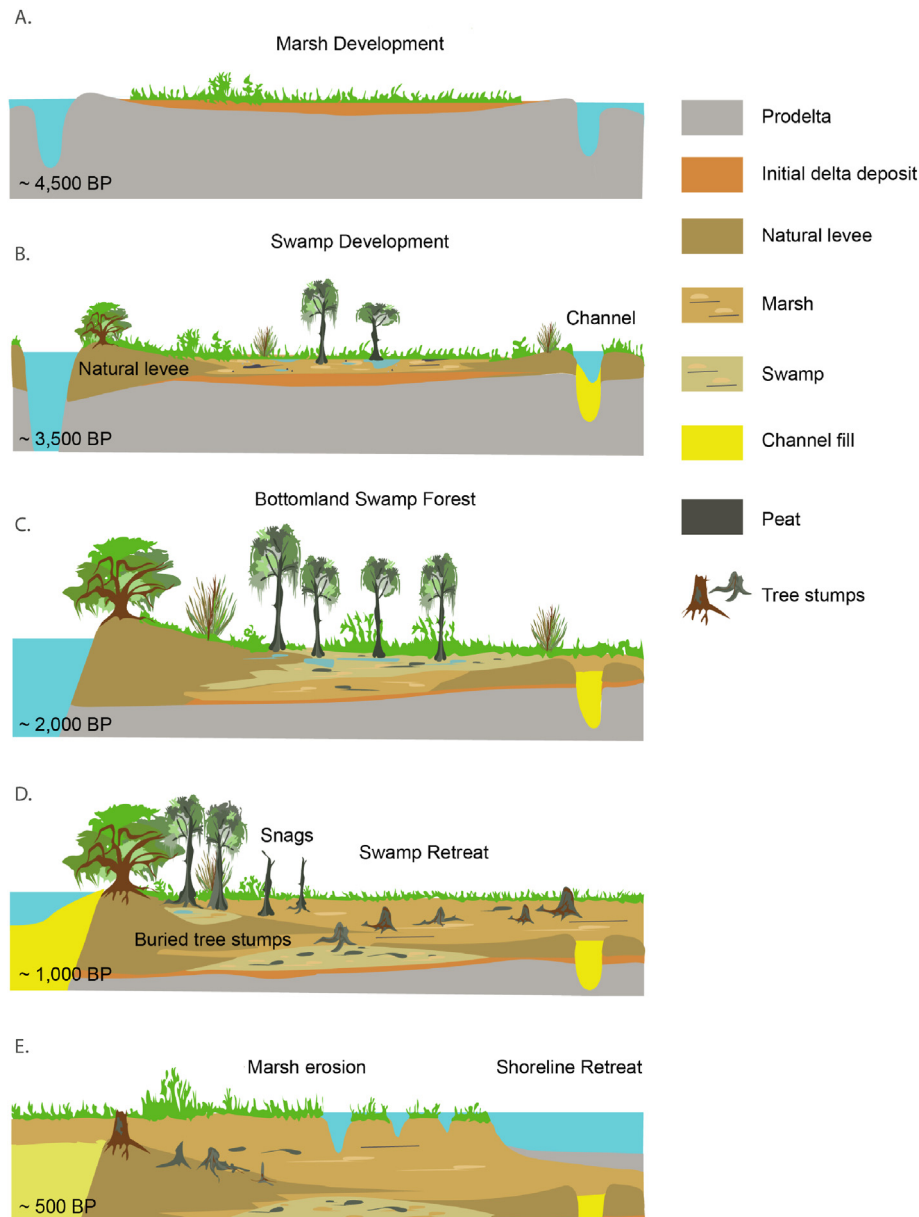 A.
Marsh Development
~ 4,500 BP
Prodelta
Initial delta deposit
Natural levee
Marsh
Swamp
Channel fill
Peat
Tree stumps
B.
Swamp Development
Channel
Natural levee
~ 3,500 BP
Bottomland Swamp Forest
C.
~ 2,000 BP
D.
Snags
Swamp Retreat
Buried tree stumps
~ 1,000 BP
E.
Marsh erosion
Shoreline Retreat
~ 500 BP